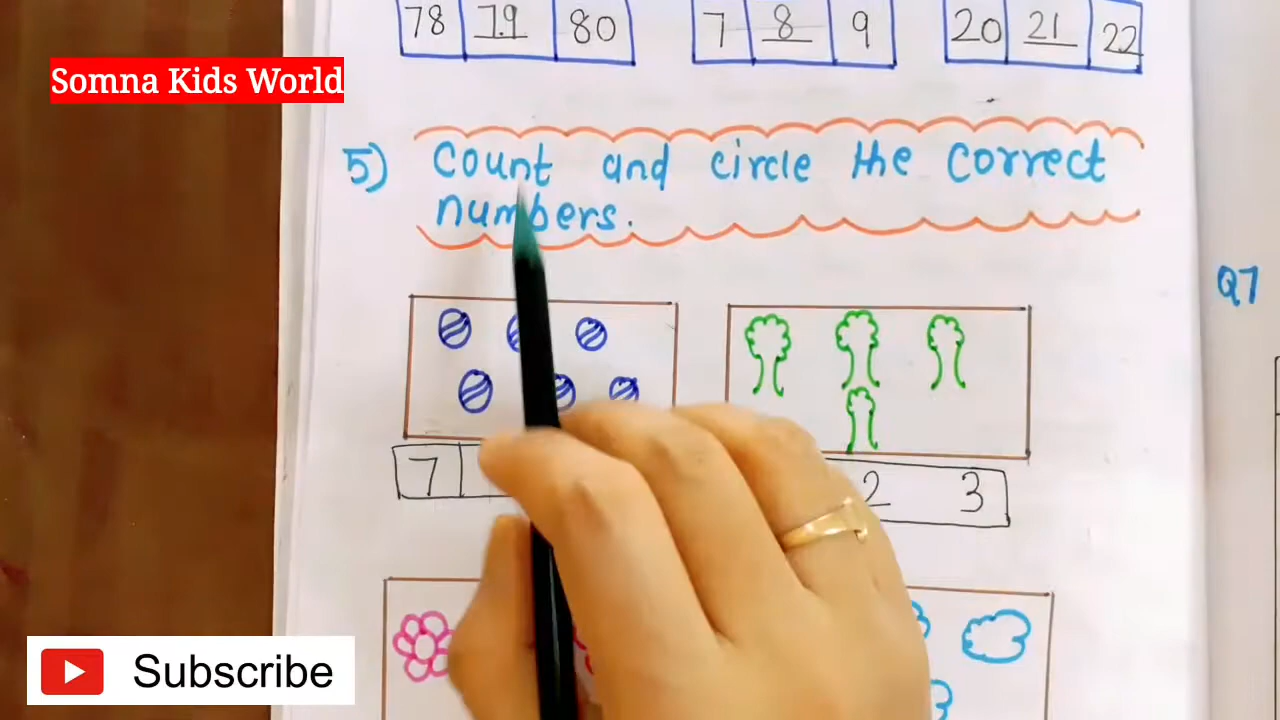 78 79 80 7 8 9 20 21 22
Somna Kids World
5) Count and circle the correct
numbers.
Q7
7 2 3
Subscribe